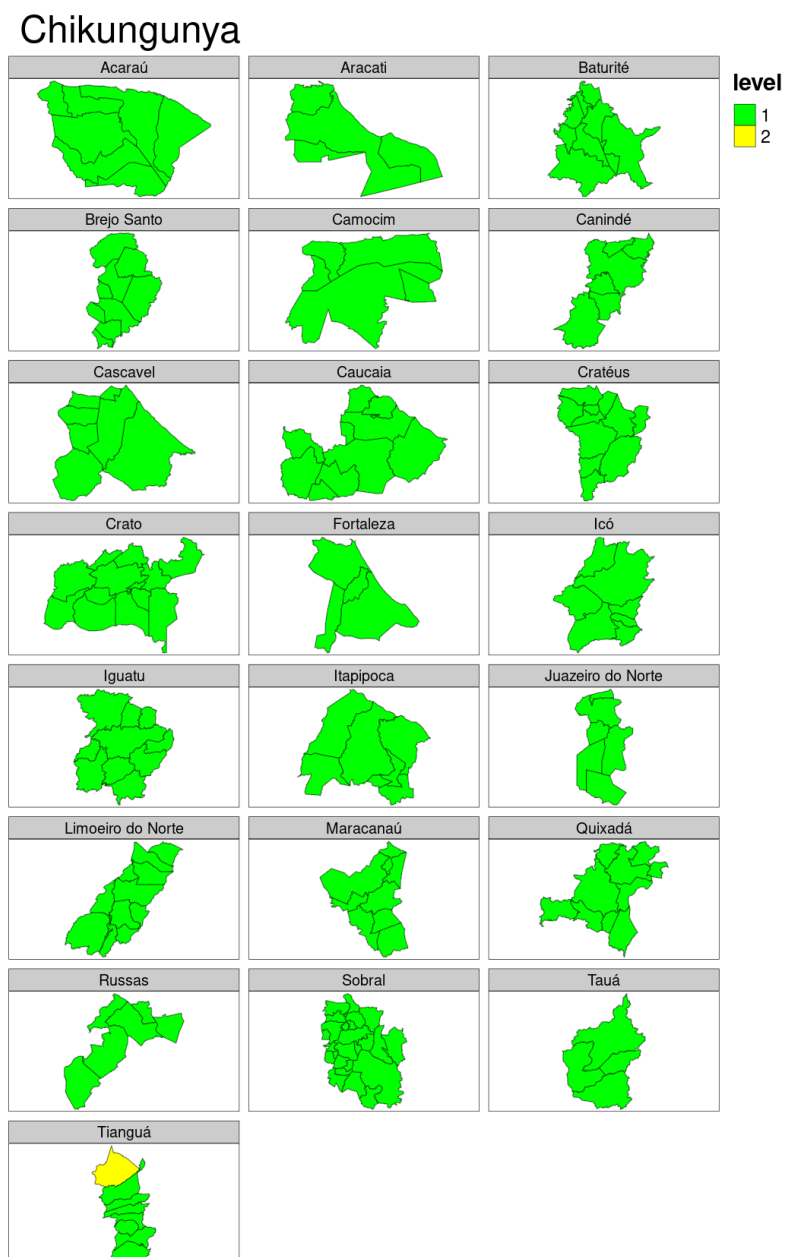 Chikungunya
Acaraú
Aracati
Baturité
level
1
2
Brejo Santo
Camocim
Canindé
Cascavel
Caucaia
Cratéus
Crato
Fortaleza
Icó
Iguatu
Itapipoca
Juazeiro do Norte
Limoeiro do Norte
Maracanaú
Quixadá
Russas
Sobral
Tauá
Tianguá